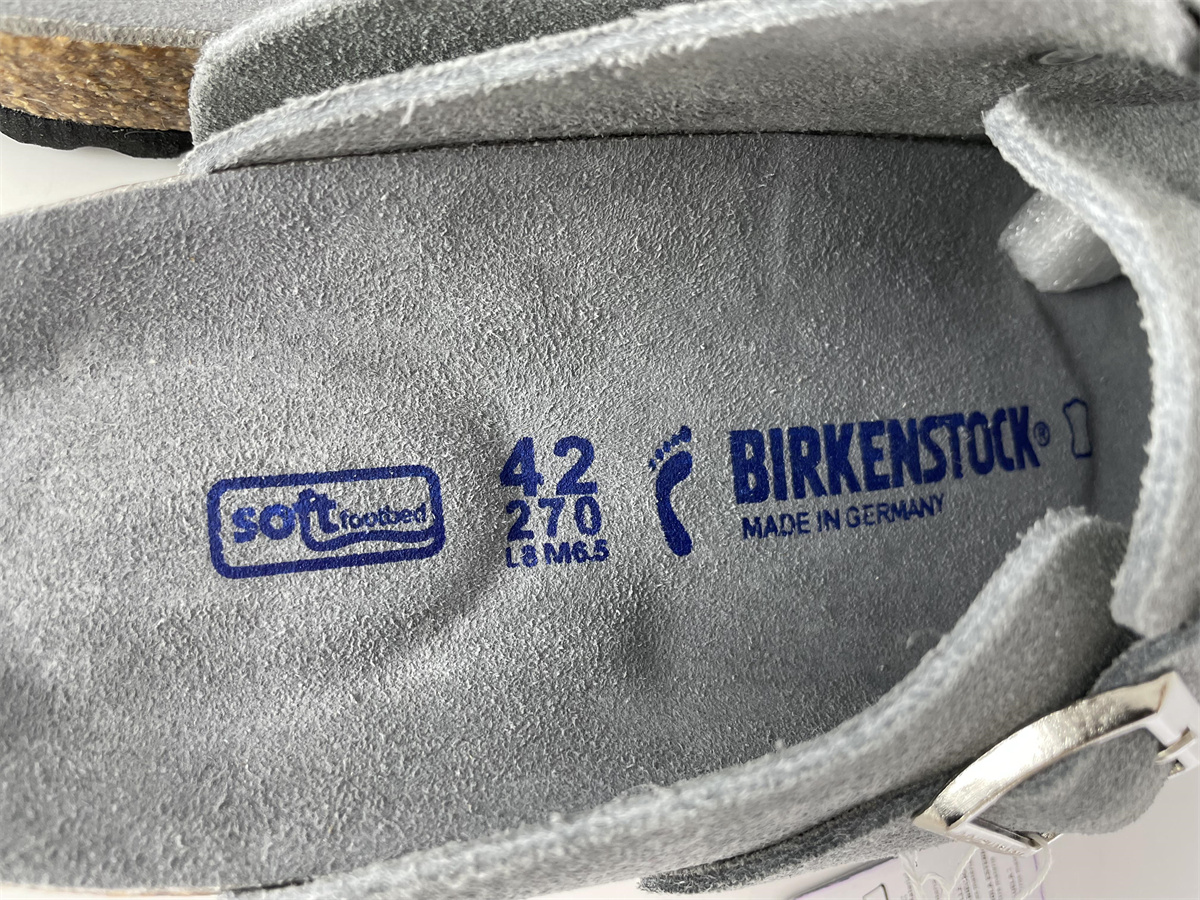 soft footbed
42
270
L8 M6.5
BIRKENSTOCK®
MADE IN GERMANY